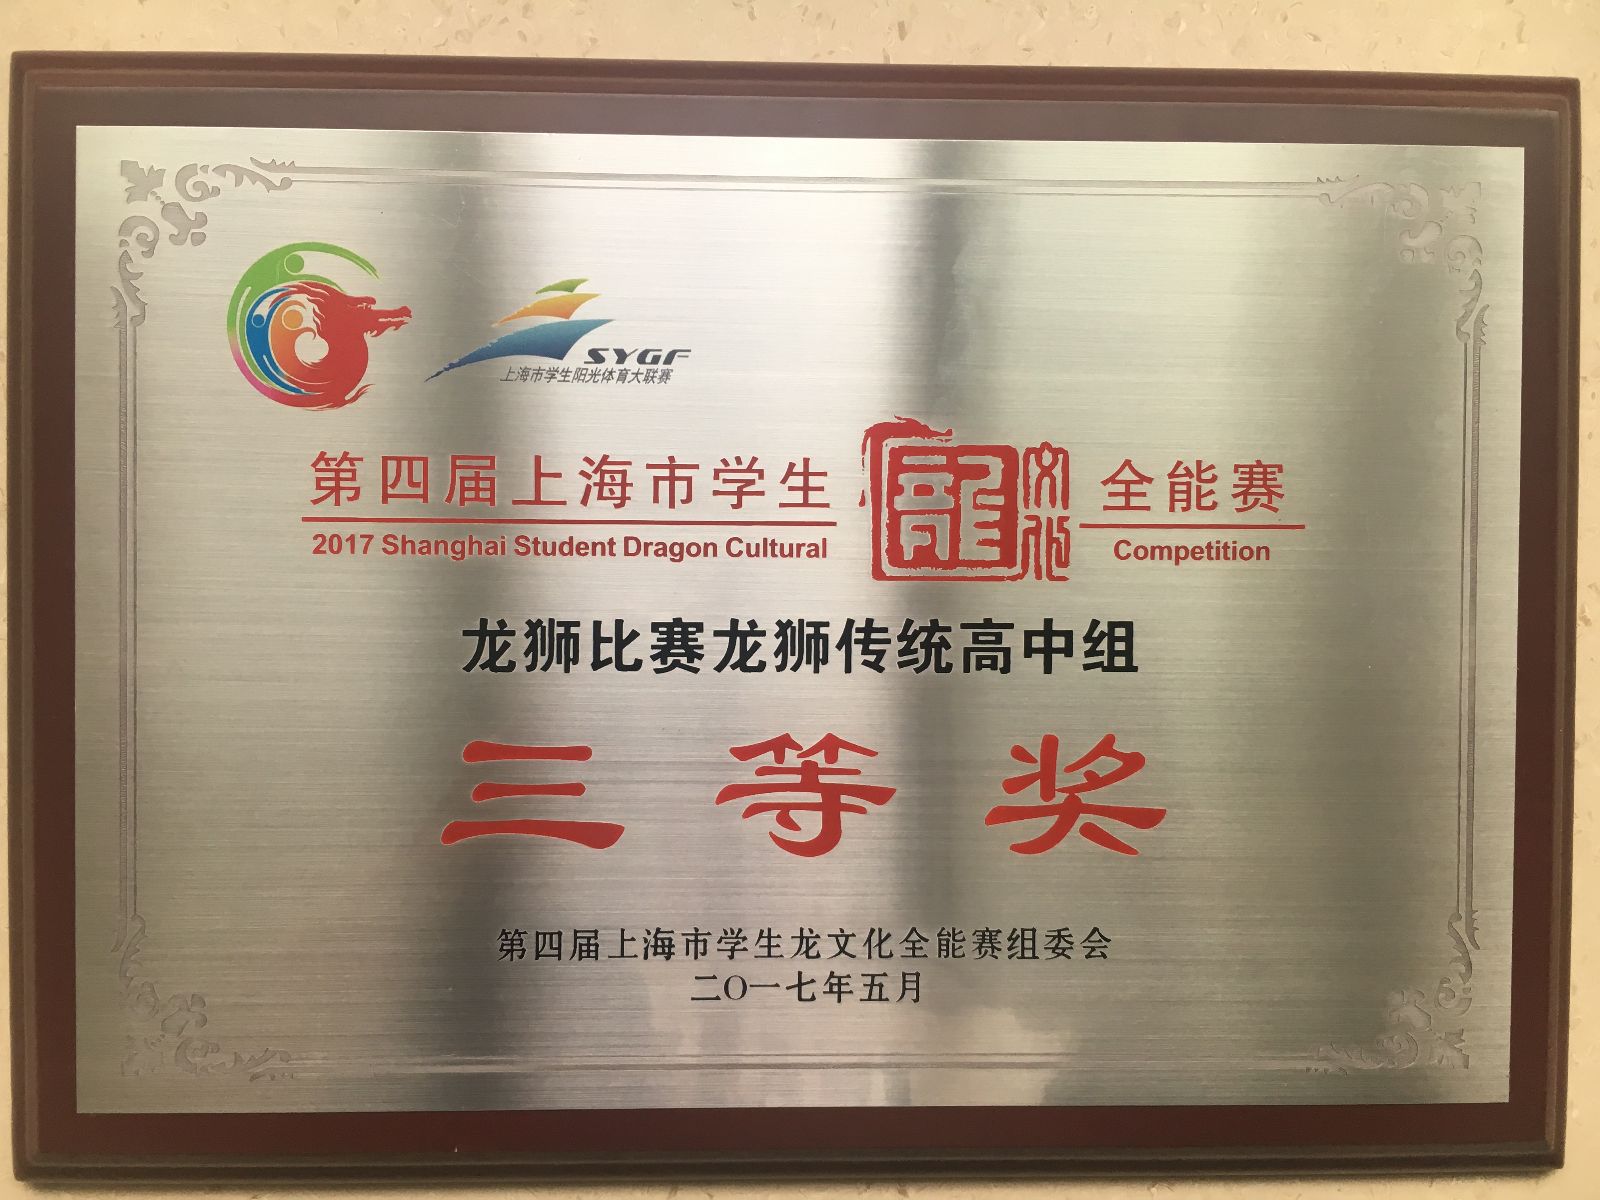 SYGF
上海市学生阳光体育大联赛
第四届上海市学生龍文化全能赛
2017 Shanghai Student Dragon Cultural Competition
龙狮比赛龙狮传统高中组
三等奖
第四届上海市学生龙文化全能赛组委会
二〇一七年五月